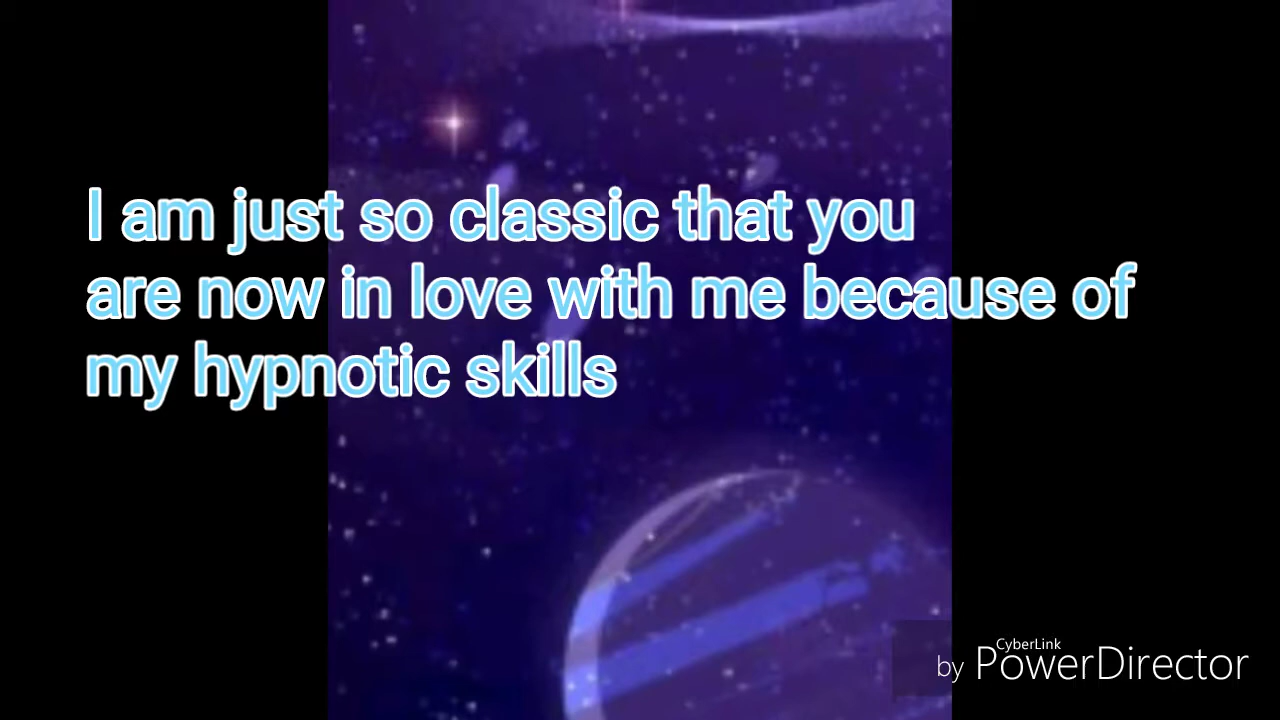 I am just so classic that you
are now in love with me because of
my hypnotic skills
CyberLink
by PowerDirector